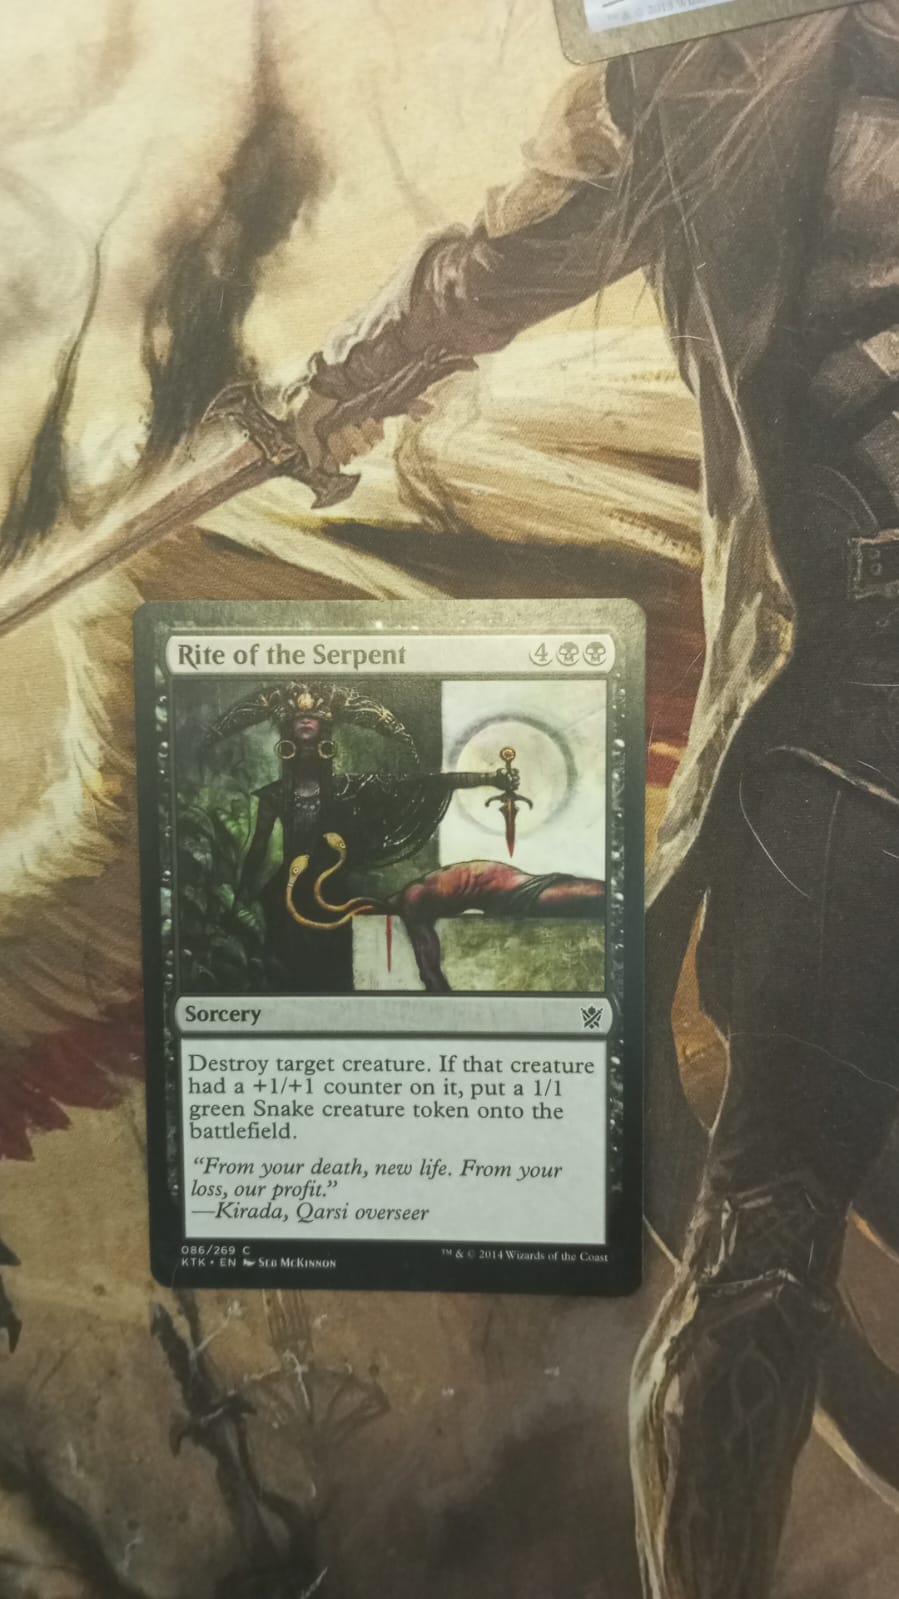 ™ & © 2013
Rite of the Serpent 4
Sorcery
Destroy target creature. If that creature
had a +1/+1 counter on it, put a 1/1
green Snake creature token onto the
battlefield.
“From your death, new life. From your
loss, our profit.”
—Kirada, Qarsi overseer
086/269 C
KTK • EN Seb McKinnon
™ & © 2014 Wizards of the Coast